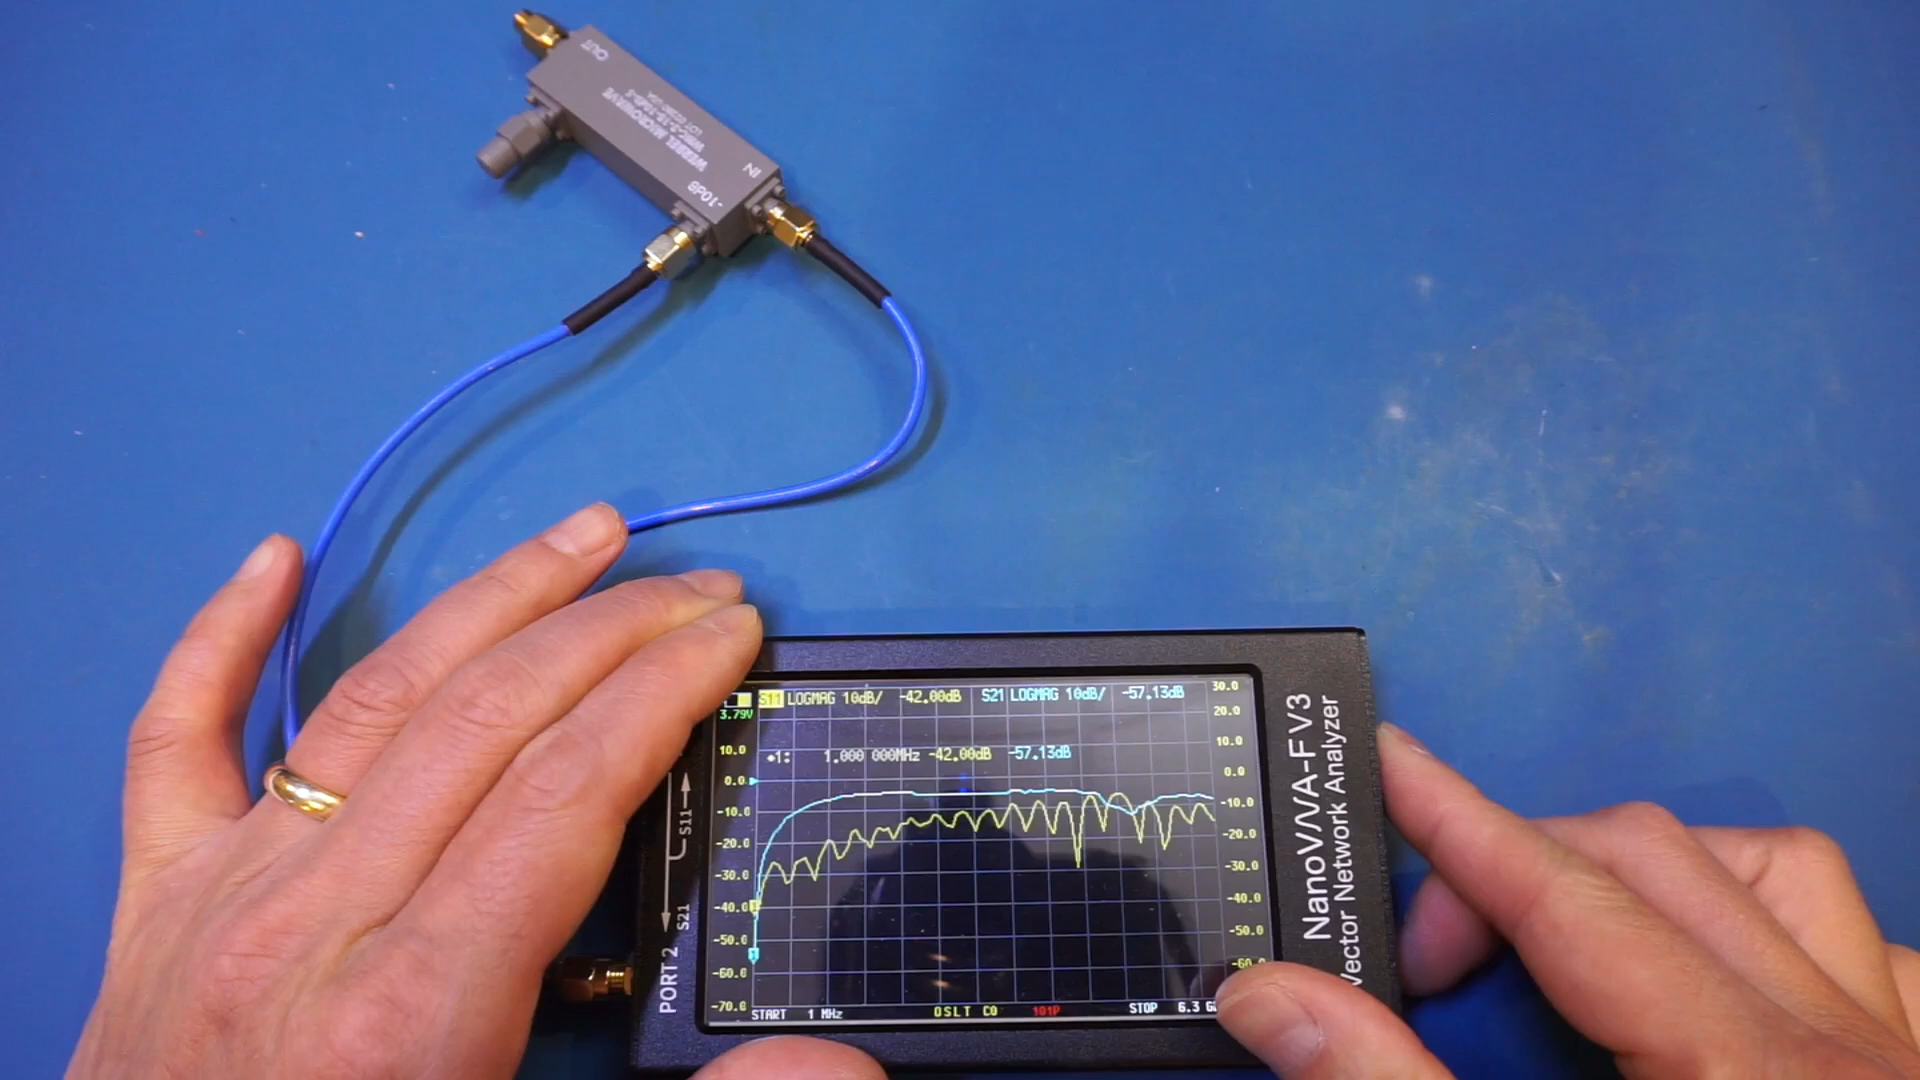 OUT
WERBEL MICROWAVE
IN
-10dB
S11 LOGMAG 10dB/ -42.00dB S21 LOGMAG 10dB/ -57.13dB
3.79V
1: 1.000 000MHz -42.00dB -57.13dB
10.0
0.0
-10.0
-20.0
-30.0
-40.0
-50.0
-60.0
-70.0
30.0
20.0
10.0
0.0
-10.0
-20.0
-30.0
-40.0
-50.0
START 1 MHz OSLT C0 101P STOP 6.3
S11
S21
PORT 2
NanoVNA-F V3
Vector Network Analyzer